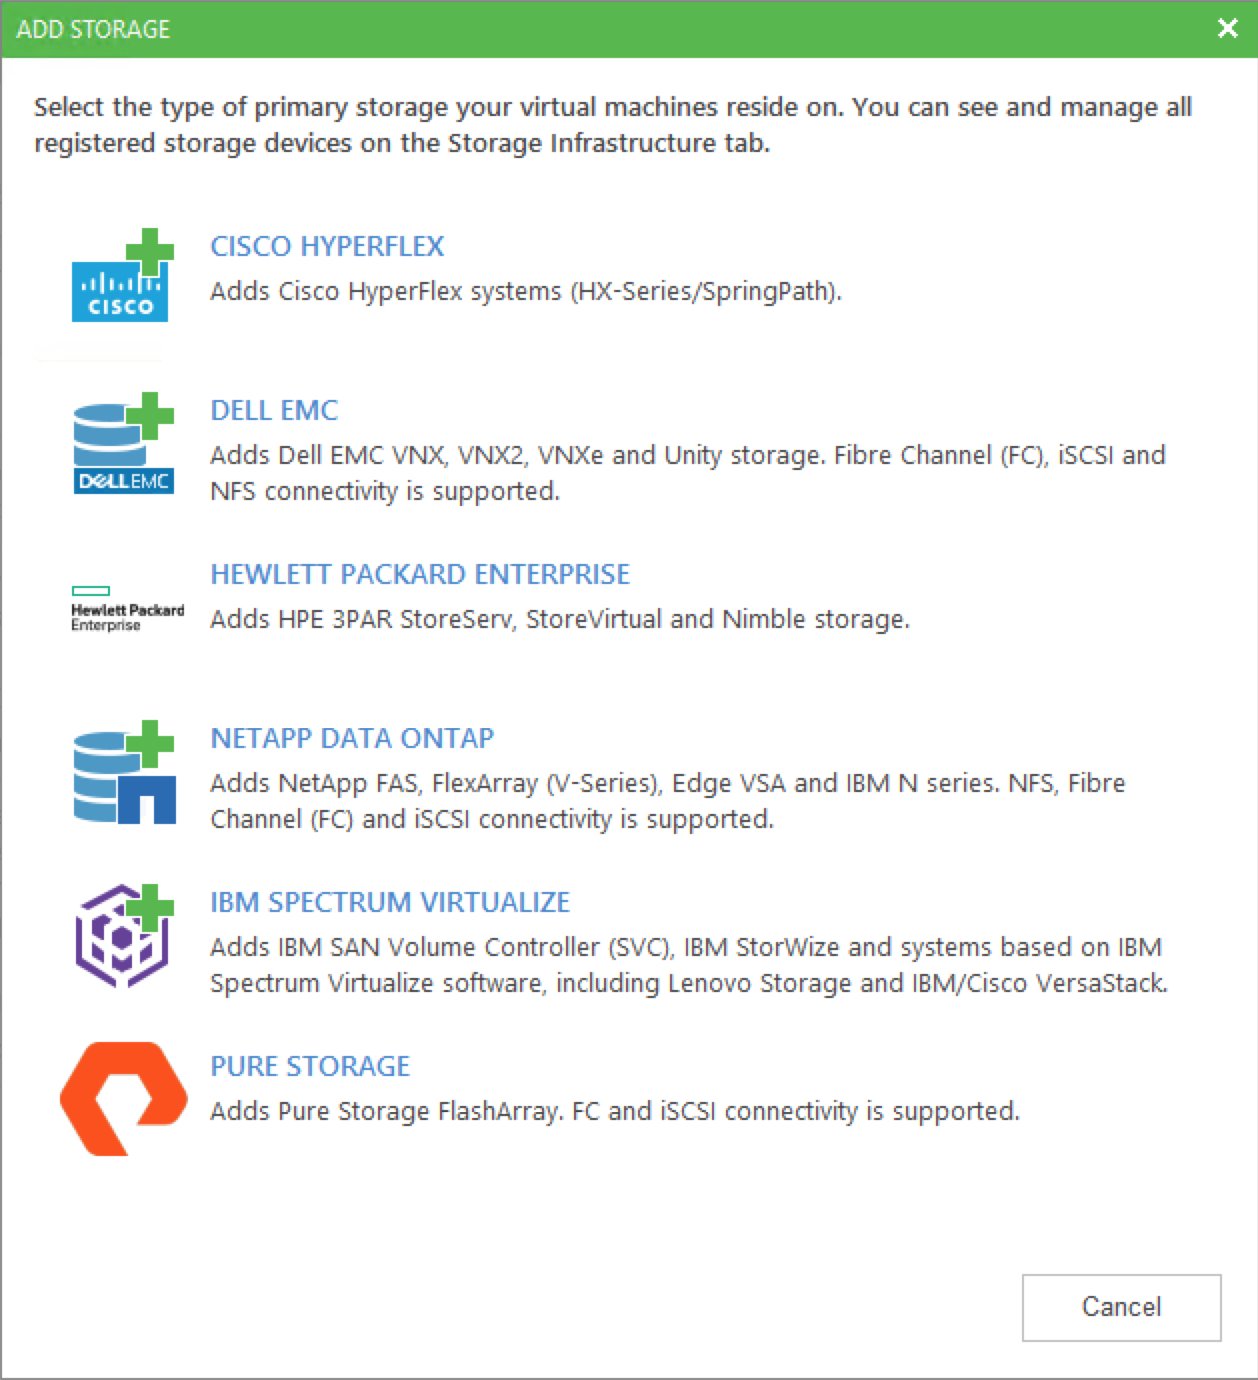 ADD STORAGE
Select the type of primary storage your virtual machines reside on. You can see and manage all
registered storage devices on the Storage Infrastructure tab.
CISCO
CISCO HYPERFLEX
Adds Cisco HyperFlex systems (HX-Series/SpringPath).
DELL EMC
DELL EMC
Adds Dell EMC VNX, VNX2, VNXe and Unity storage. Fibre Channel (FC), iSCSI and
NFS connectivity is supported.
Hewlett Packard
Enterprise
HEWLETT PACKARD ENTERPRISE
Adds HPE 3PAR StoreServ, StoreVirtual and Nimble storage.
NETAPP DATA ONTAP
Adds NetApp FAS, FlexArray (V-Series), Edge VSA and IBM N series. NFS, Fibre
Channel (FC) and iSCSI connectivity is supported.
IBM SPECTRUM VIRTUALIZE
Adds IBM SAN Volume Controller (SVC), IBM StorWize and systems based on IBM
Spectrum Virtualize software, including Lenovo Storage and IBM/Cisco VersaStack.
PURE STORAGE
Adds Pure Storage FlashArray. FC and iSCSI connectivity is supported.
Cancel